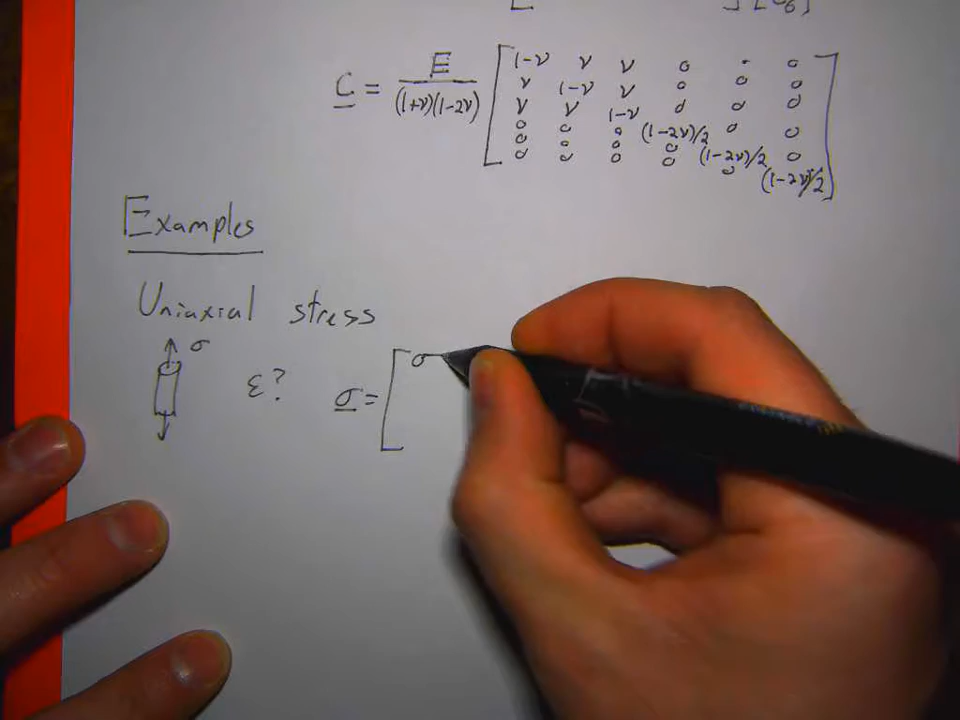 [ ] [ σ6 ]
C = E / (1+ν)(1-2ν) [
1-ν ν ν 0 0 0
ν 1-ν ν 0 0 0
ν ν 1-ν 0 0 0
0 0 0 (1-2ν)/2 0 0
0 0 0 0 (1-2ν)/2 0
0 0 0 0 0 (1-2ν)/2 ]
Examples
Uniaxial stress
σ
ε? σ = [ σ